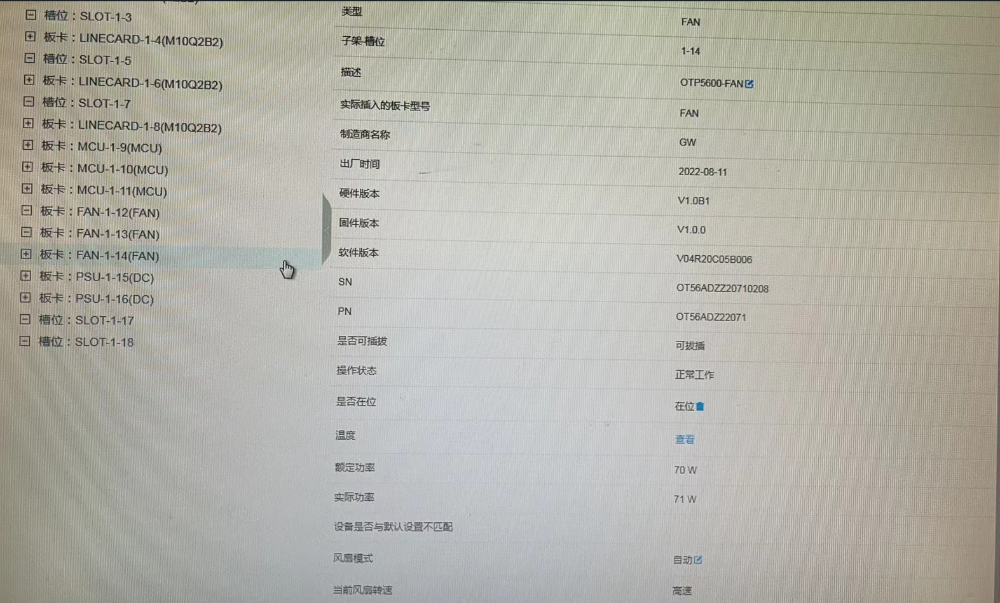 槽位：SLOT-1-3
板卡：LINECARD-1-4(M10Q2B2)
槽位：SLOT-1-5
板卡：LINECARD-1-6(M10Q2B2)
槽位：SLOT-1-7
板卡：LINECARD-1-8(M10Q2B2)
板卡：MCU-1-9(MCU)
板卡：MCU-1-10(MCU)
板卡：MCU-1-11(MCU)
板卡：FAN-1-12(FAN)
板卡：FAN-1-13(FAN)
板卡：FAN-1-14(FAN)
板卡：PSU-1-15(DC)
板卡：PSU-1-16(DC)
槽位：SLOT-1-17
槽位：SLOT-1-18
类型 FAN
子架-槽位 1-14
描述 OTP5600-FAN
实际插入的板卡型号 FAN
制造商名称 GW
出厂时间 2022-08-11
硬件版本 V1.0B1
固件版本 V1.0.0
软件版本 V04R20C05B006
SN OT56ADZZ20710208
PN OT56ADZ22071
是否可插拔 可拔插
操作状态 正常工作
是否在位 在位
温度 查看
额定功率 70 W
实际功率 71 W
设备是否与默认设置不匹配
风扇模式 自动
当前风扇转速 高速